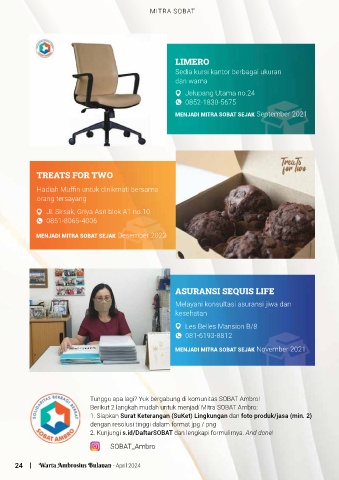 MITRA SOBAT
LIMERO
Sedia kursi kantor berbagai ukuran
dan warna
Jelupang Utama no.24
0852-1830-5675
MENJADI MITRA SOBAT SEJAK September 2021
TREATS FOR TWO
Hadiah Muffin untuk dinikmati bersama
orang tersayang
Jl. Sirsak, Griya Asri blok A1 no.10
0851-8065-4036
MENJADI MITRA SOBAT SEJAK Desember 2023
Treats
for Two
ASURANSI SEQUIS LIFE
Melayani konsultasi asuransi jiwa dan
kesehatan
Les Belles Mansion B/8
081-6193-8812
MENJADI MITRA SOBAT SEJAK November 2021
SOLIDARITAS BERBAGI BERKAT
SOBAT AMBRO
Tunggu apa lagi? Yuk bergabung di komunitas SOBAT Ambro!
Berikut 2 langkah mudah untuk menjadi Mitra SOBAT Ambro:
1. Siapkan Surat Keterangan (SuKet) Lingkungan dan foto produk/jasa (min. 2)
dengan resolusi tinggi dalam format jpg / png
2. Kunjungi s.id/DaftarSOBAT dan lengkapi formulirnya. And done!
SOBAT_Ambro
24 | Warta Ambrosius Bulanan - April 2024